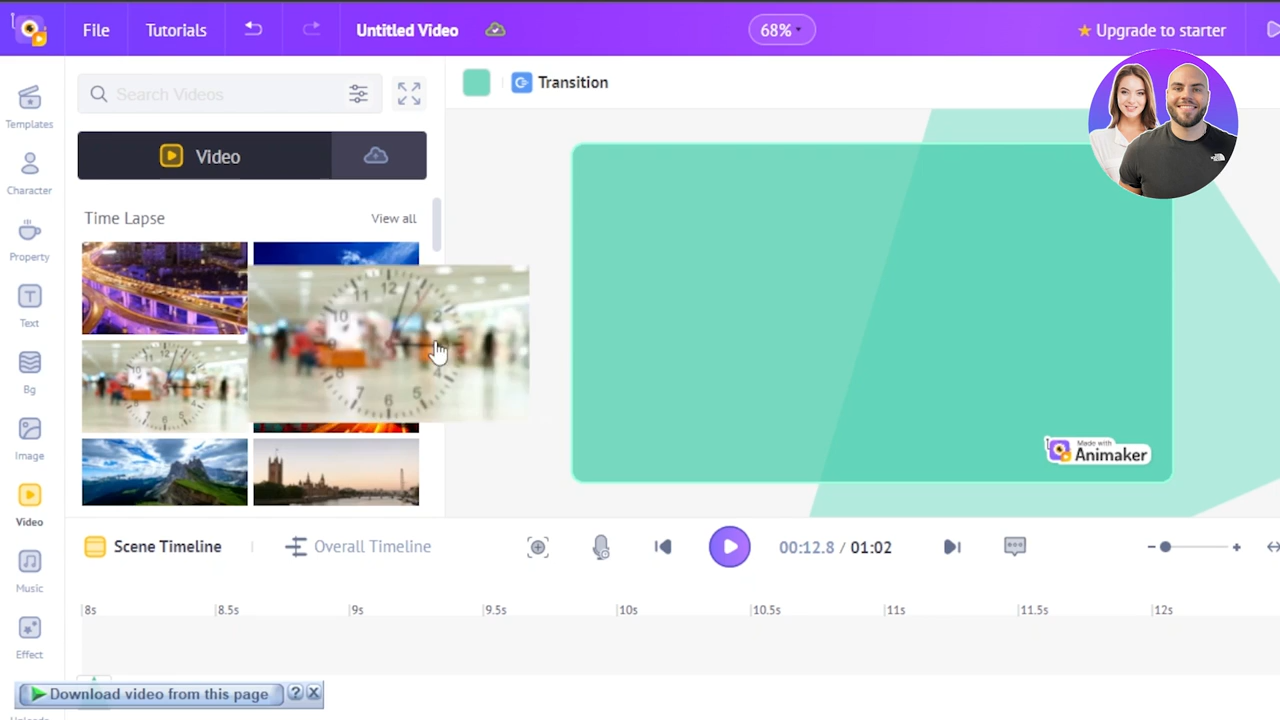 File
Tutorials
Untitled Video
68%
Upgrade to starter
Templates
Character
Property
Text
Bg
Image
Video
Music
Effect
Search Videos
Video
Time Lapse
View all
Transition
Made with
Animaker
Scene Timeline
Overall Timeline
00:12.8 / 01:02
8s
8.5s
9s
9.5s
10s
10.5s
11s
11.5s
12s
Download video from this page